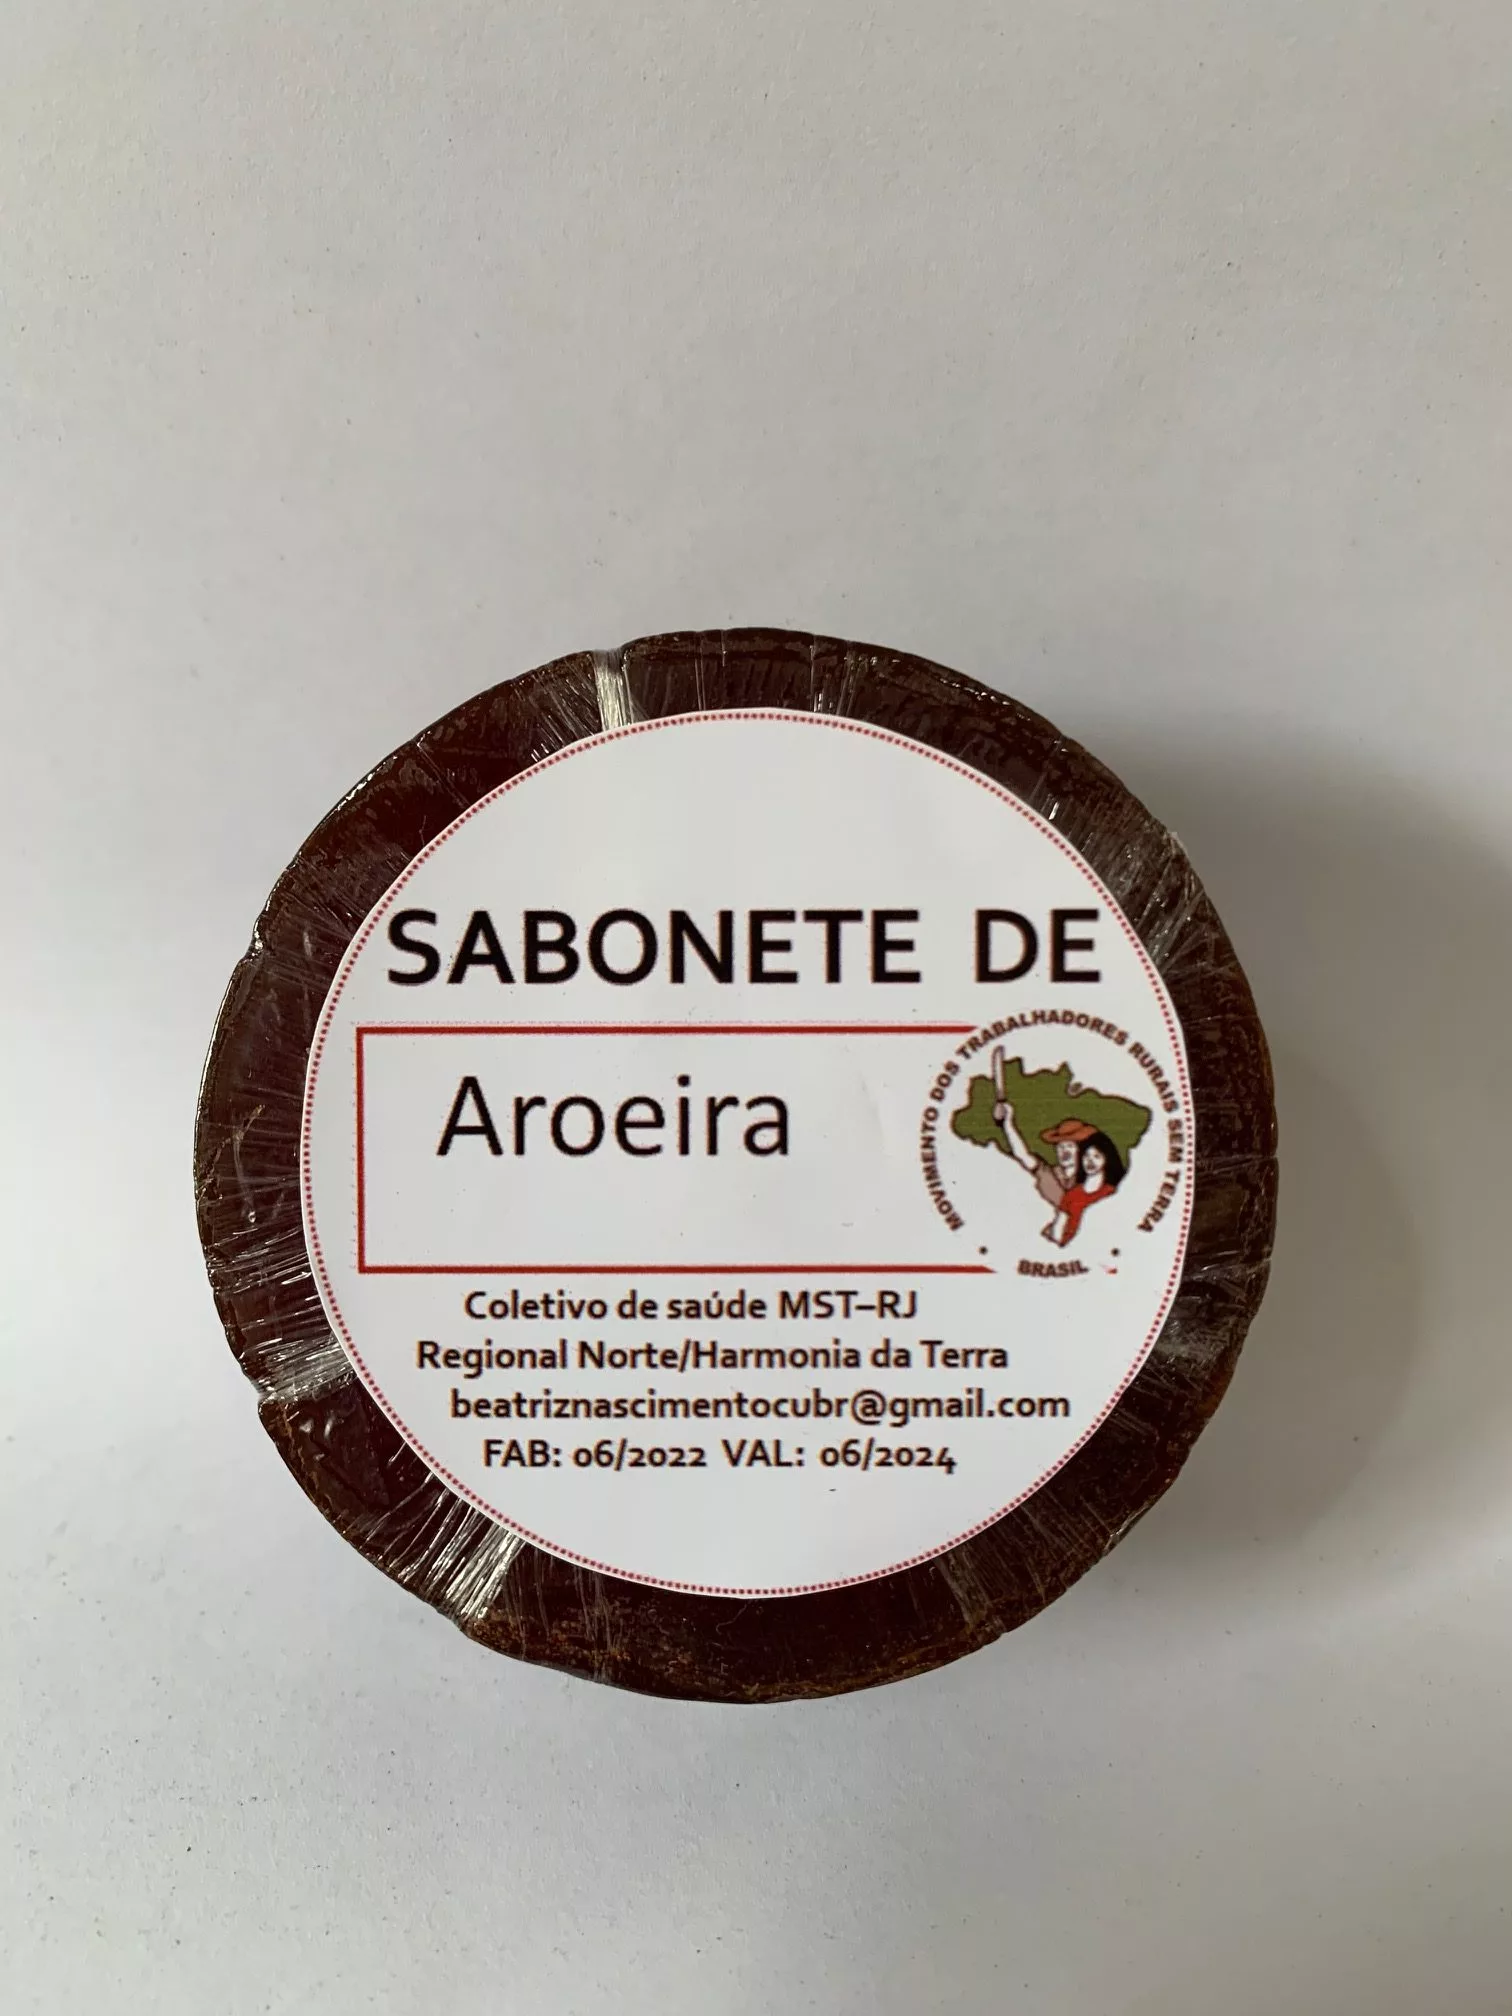 SABONETE DE
Aroeira
MOVIMENTO DOS TRABALHADORES RURAIS SEM TERRA
BRASIL
Coletivo de saúde MST–RJ
Regional Norte/Harmonia da Terra
beatriznascimentocubr@gmail.com
FAB: 06/2022 VAL: 06/2024